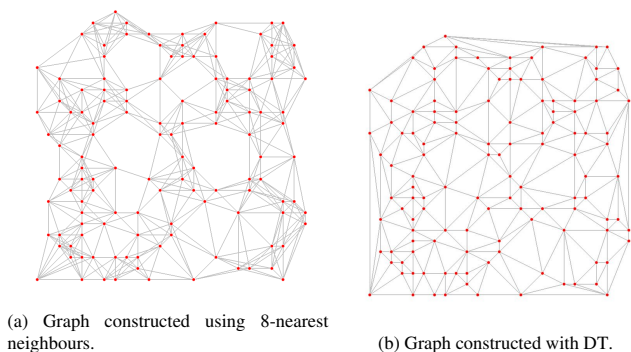 (a) Graph constructed using 8-nearest
neighbours.
(b) Graph constructed with DT.